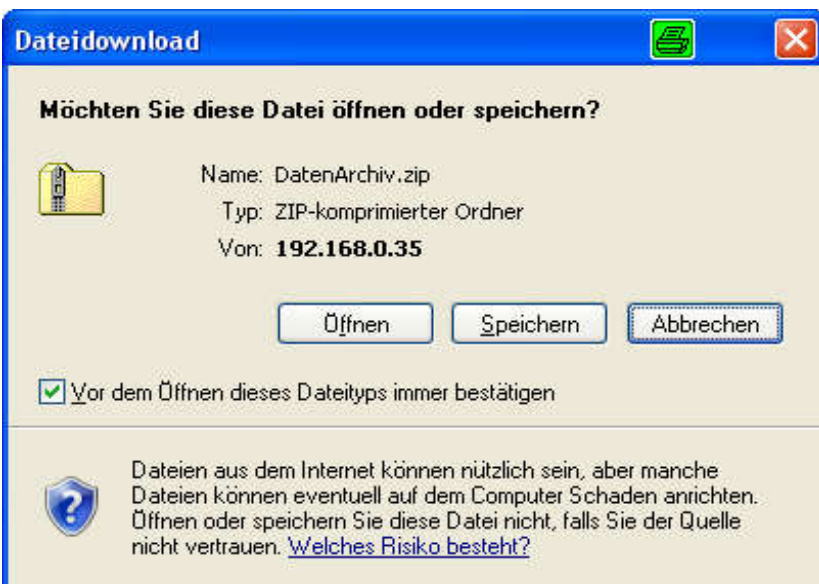 Dateidownload
Möchten Sie diese Datei öffnen oder speichern?
Name: DatenArchiv.zip
Typ: ZIP-komprimierter Ordner
Von: 192.168.0.35
Öffnen
Speichern
Abbrechen
Vor dem Öffnen dieses Dateityps immer bestätigen
Dateien aus dem Internet können nützlich sein, aber manche
Dateien können eventuell auf dem Computer Schaden anrichten.
Öffnen oder speichern Sie diese Datei nicht, falls Sie der Quelle
nicht vertrauen. Welches Risiko besteht?